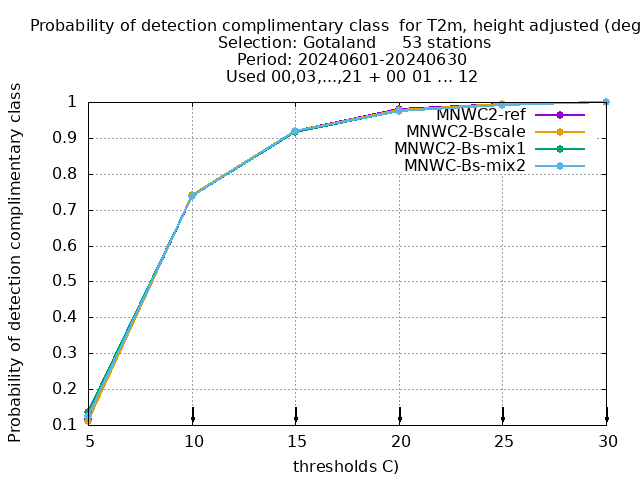 Probability of detection complimentary class  for T2m, height adjusted (deg
Selection: Gotaland     53 stations
Period: 20240601-20240630
Used 00,03,...,21 + 00 01 ... 12
Probability of detection complimentary class
1
0.9
0.8
0.7
0.6
0.5
0.4
0.3
0.2
0.1
MNWC2-ref
MNWC2-Bscale
MNWC2-Bs-mix1
MNWC-Bs-mix2
5 10 15 20 25 30
thresholds C)